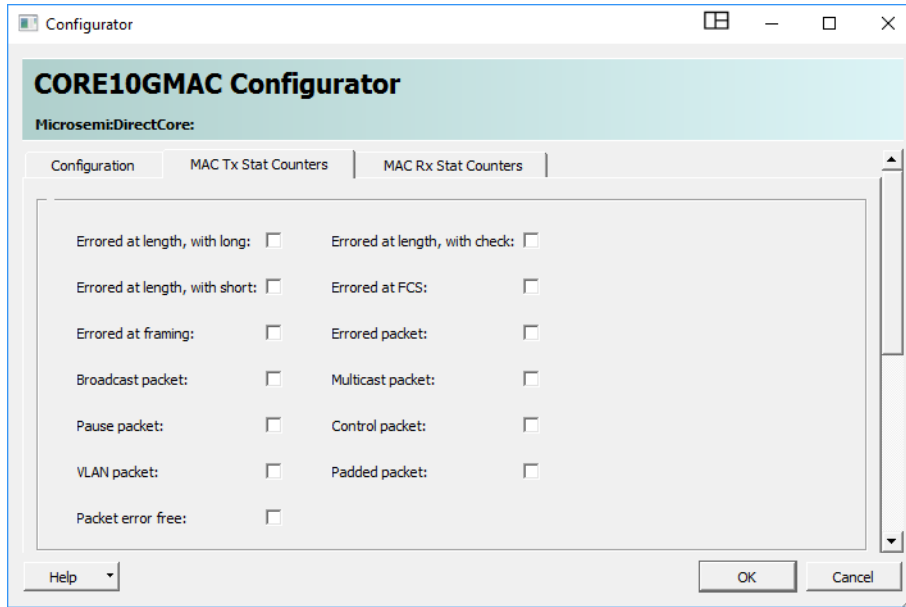 Configurator
CORE10GMAC Configurator
Microsemi:DirectCore:
Configuration MAC Tx Stat Counters MAC Rx Stat Counters
Errored at length, with long: Errored at length, with check:
Errored at length, with short: Errored at FCS:
Errored at framing: Errored packet:
Broadcast packet: Multicast packet:
Pause packet: Control packet:
VLAN packet: Padded packet:
Packet error free:
Help OK Cancel